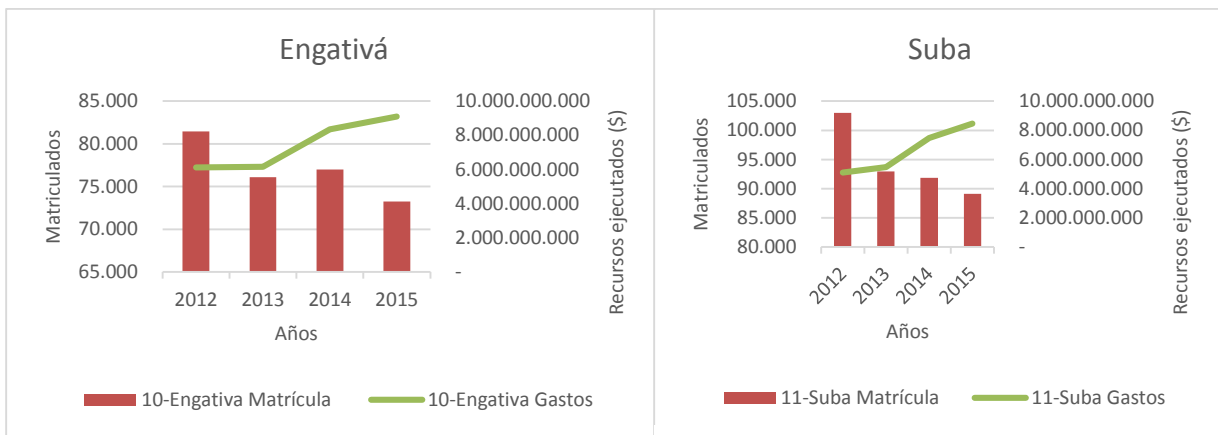 Engativá
Matriculados
85.000
80.000
75.000
70.000
65.000
10.000.000.000
8.000.000.000
6.000.000.000
4.000.000.000
2.000.000.000
-
Recursos ejecutados ($)
2012 2013 2014 2015
Años
10-Engativa Matrícula 10-Engativa Gastos
Suba
Matriculados
105.000
100.000
95.000
90.000
85.000
80.000
10.000.000.000
8.000.000.000
6.000.000.000
4.000.000.000
2.000.000.000
-
Recursos ejecutados ($)
2012 2013 2014 2015
Años
11-Suba Matrícula 11-Suba Gastos